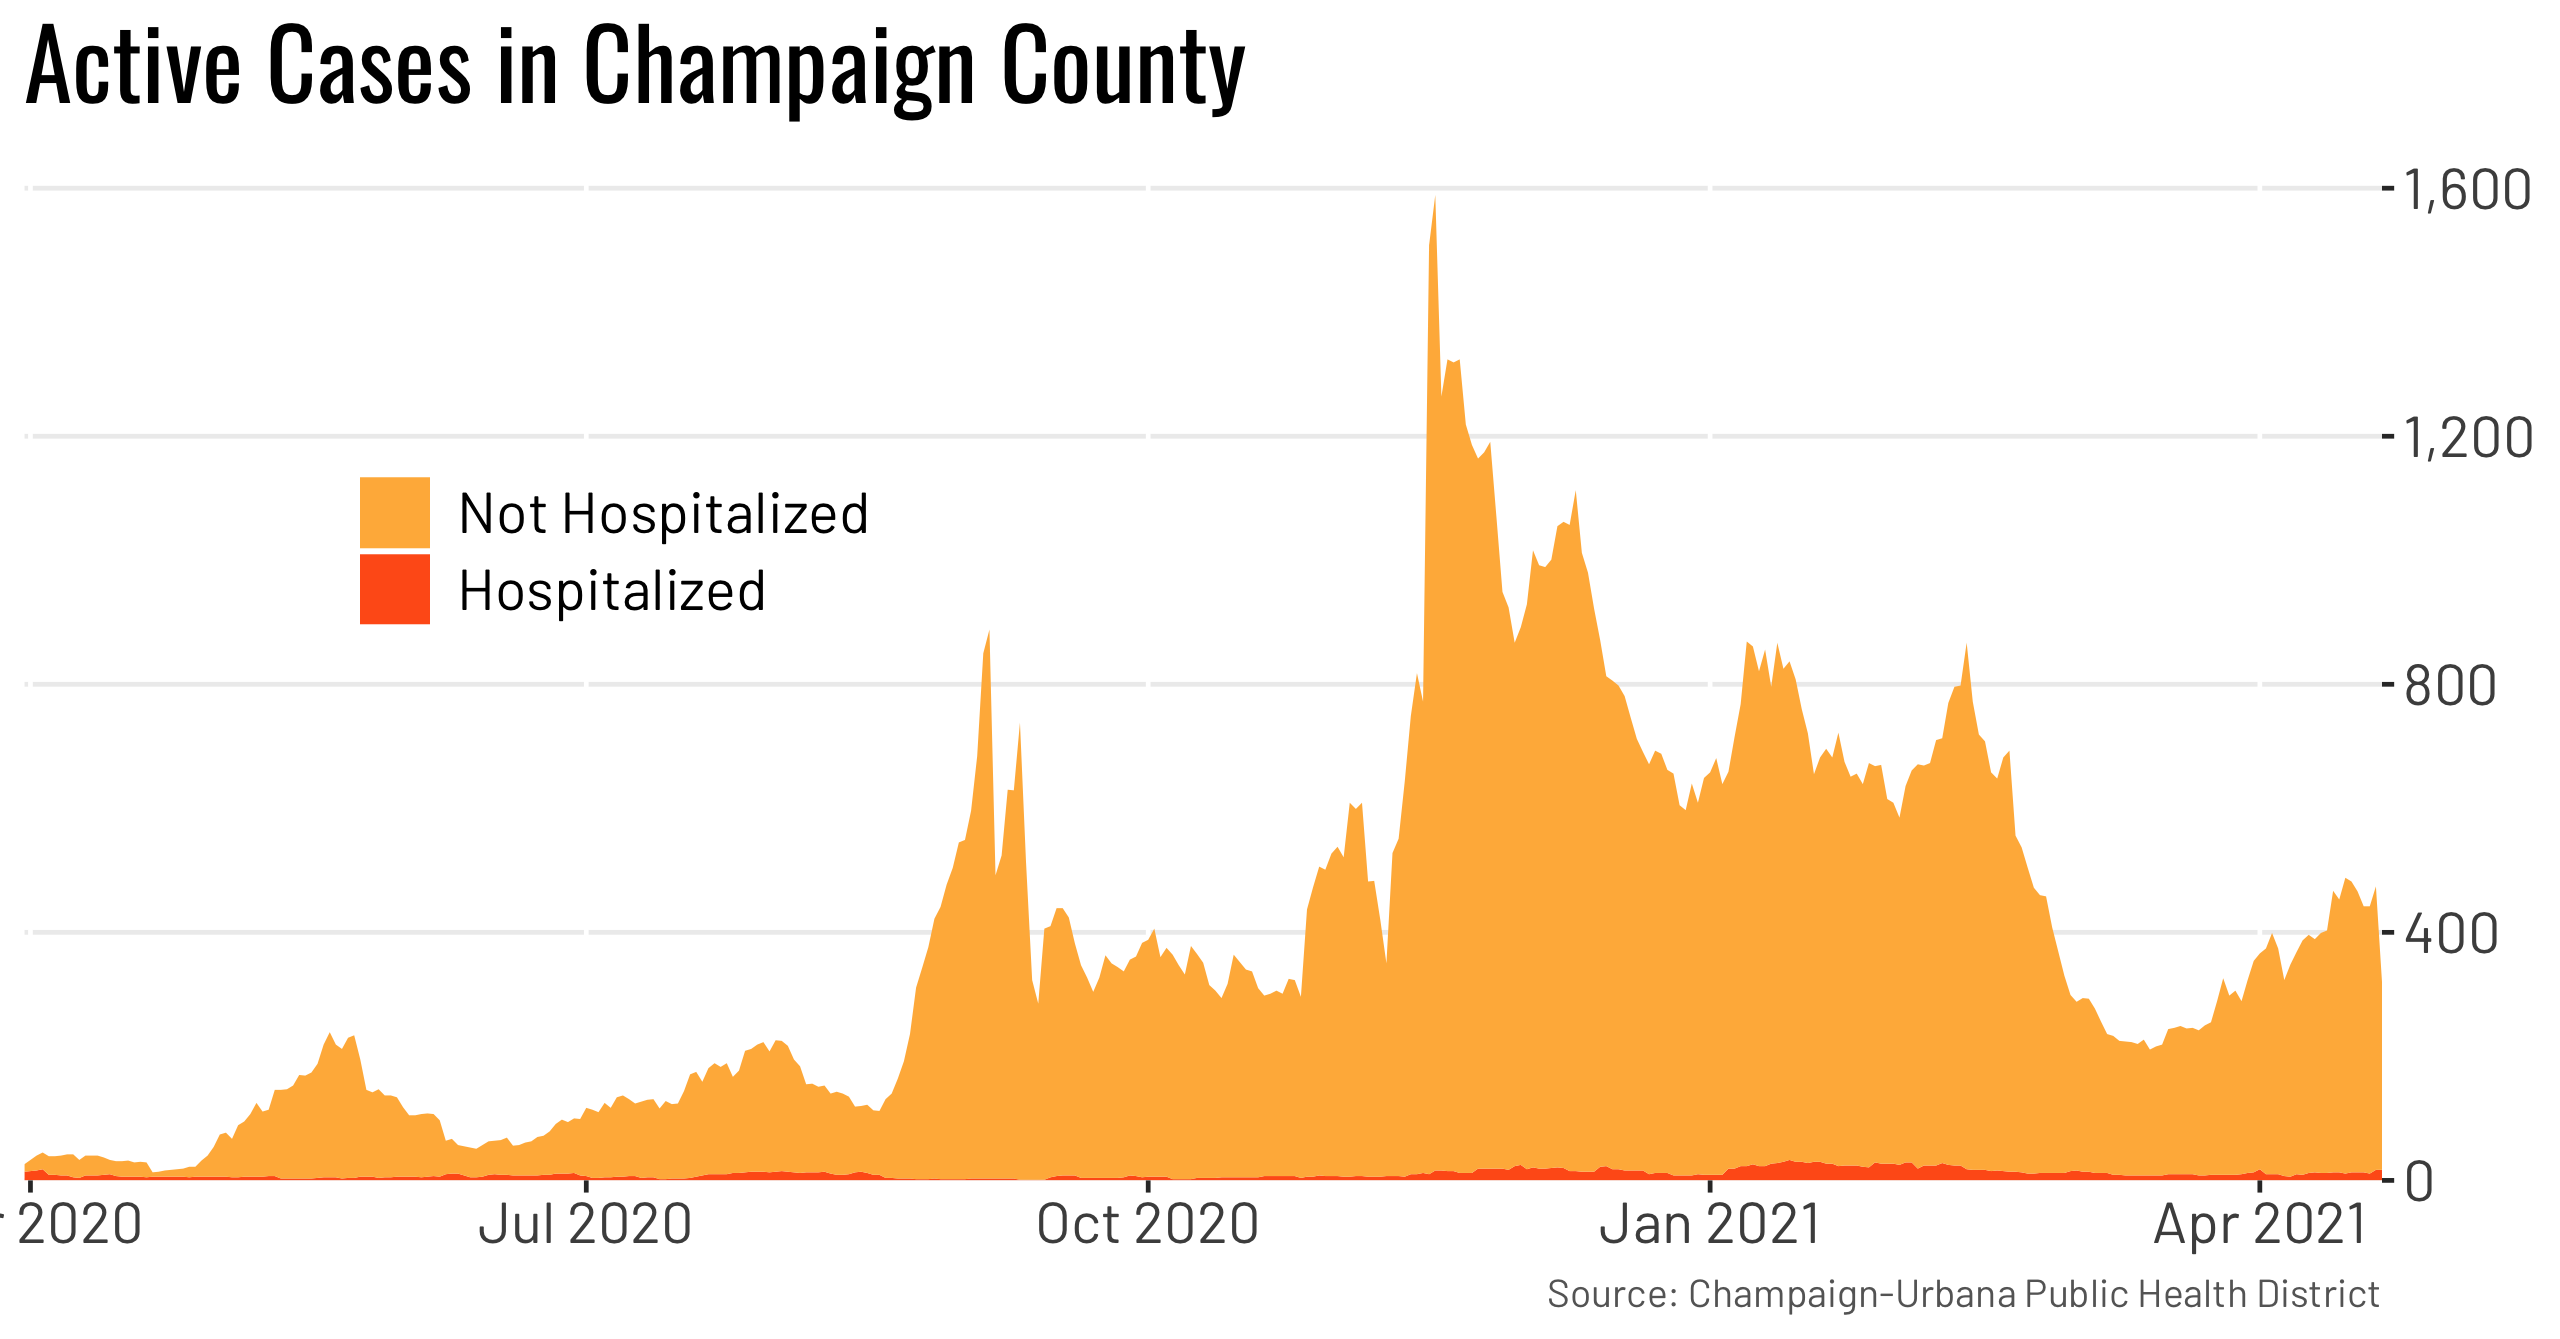 Active Cases in Champaign County
1,600
1,200
Not Hospitalized
Hospitalized
800
400
0
2020 Jul 2020 Oct 2020 Jan 2021 Apr 2021
Source: Champaign-Urbana Public Health District